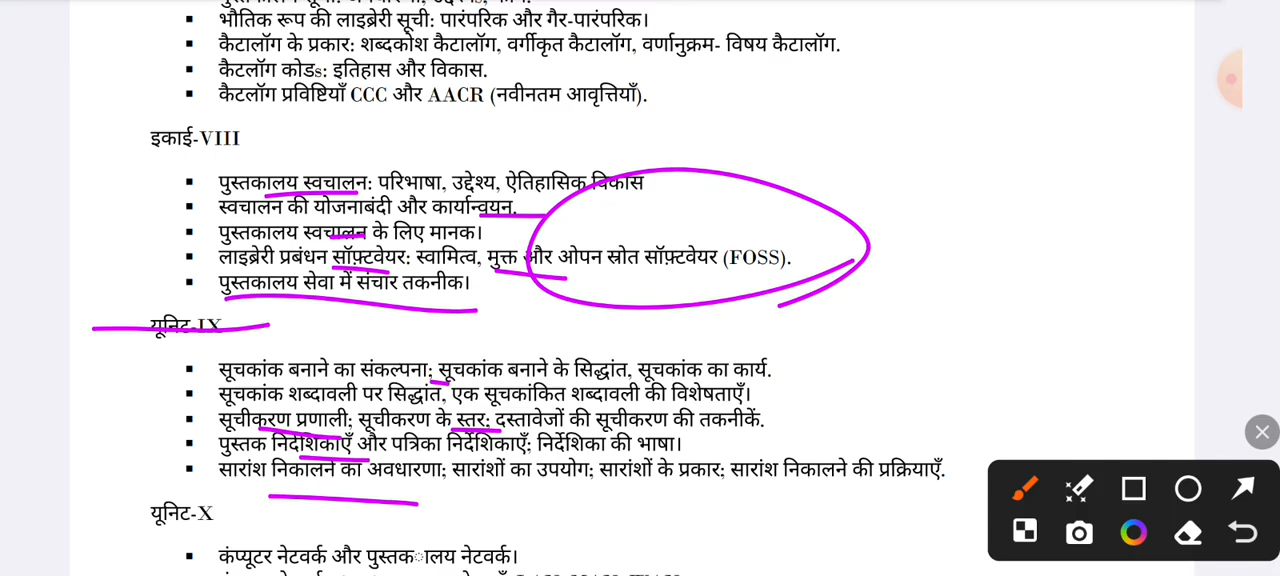 ▪ भौतिक रूप की लाइब्रेरी सूची: पारंपरिक और गैर-पारंपरिक।
▪ कैटालॉग के प्रकार: शब्दकोश कैटालॉग, वर्गीकृत कैटालॉग, वर्णानुक्रम- विषय कैटालॉग.
▪ कैटलॉग कोडs: इतिहास और विकास.
▪ कैटलॉग प्रविष्टियाँ CCC और AACR (नवीनतम आवृत्तियाँ).
इकाई-VIII
▪ पुस्तकालय स्वचालन: परिभाषा, उद्देश्य, ऐतिहासिक विकास
▪ स्वचालन की योजनाबंदी और कार्यान्वयन.
▪ पुस्तकालय स्वचालन के लिए मानक।
▪ लाइब्रेरी प्रबंधन सॉफ़्टवेयर: स्वामित्व, मुक्त और ओपन स्रोत सॉफ़्टवेयर (FOSS).
▪ पुस्तकालय सेवा में संचार तकनीक।
यूनिट-IX
▪ सूचकांक बनाने का संकल्पना; सूचकांक बनाने के सिद्धांत, सूचकांक का कार्य.
▪ सूचकांक शब्दावली पर सिद्धांत, एक सूचकांकित शब्दावली की विशेषताएँ।
▪ सूचीकरण प्रणाली; सूचीकरण के स्तर; दस्तावेजों की सूचीकरण की तकनीकें.
▪ पुस्तक निर्देशिकाएँ और पत्रिका निर्देशिकाएँ; निर्देशिका की भाषा।
▪ सारांश निकालने का अवधारणा; सारांशों का उपयोग; सारांशों के प्रकार; सारांश निकालने की प्रक्रियाएँ.
यूनिट-X
▪ कंप्यूटर नेटवर्क और पुस्तकालय नेटवर्क।